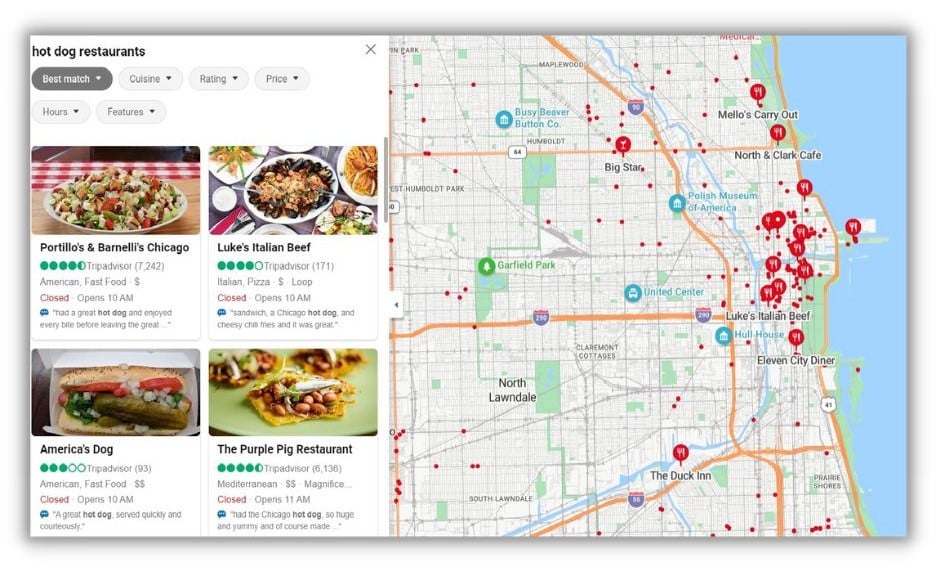 hot dog restaurants
Best match
Cuisine
Rating
Price
Hours
Features
Portillo's & Barnelli's Chicago
Tripadvisor (7,242)
American, Fast Food · $
Closed · Opens 10 AM
"had a great hot dog and enjoyed
every bite before leaving the great ..."
Luke's Italian Beef
Tripadvisor (171)
Italian, Pizza · $ · Loop
Closed · Opens 10 AM
"sandwich, a Chicago hot dog, and
cheesy chili fries and it was great."
America's Dog
Tripadvisor (93)
American, Fast Food · $$
Closed · Opens 10 AM
"A great hot dog, served quickly and
courteously."
The Purple Pig Restaurant
Tripadvisor (6,136)
Mediterranean · $$ · Magnifice...
Closed · Opens 11 AM
"had the Chicago hot dog, so huge
and yummy and of course made ..."
Medical...
VIN PARK
MAPLEWOOD
90
Mello's Carry Out
Busy Beaver
Button Co.
HUMBOLDT
64
North & Clark Cafe
Big Star
EST HUMBOLDT PARK
Polish Museum
of America
Garfield Park
United Center
290
290
Luke's Italian Beef
Hull House
CLAREMONT
COTTAGES
Eleven City Diner
North
Lawndale
41
The Duck Inn
PRAIRIE
SHORES
SOUTH LAWNDALE
55